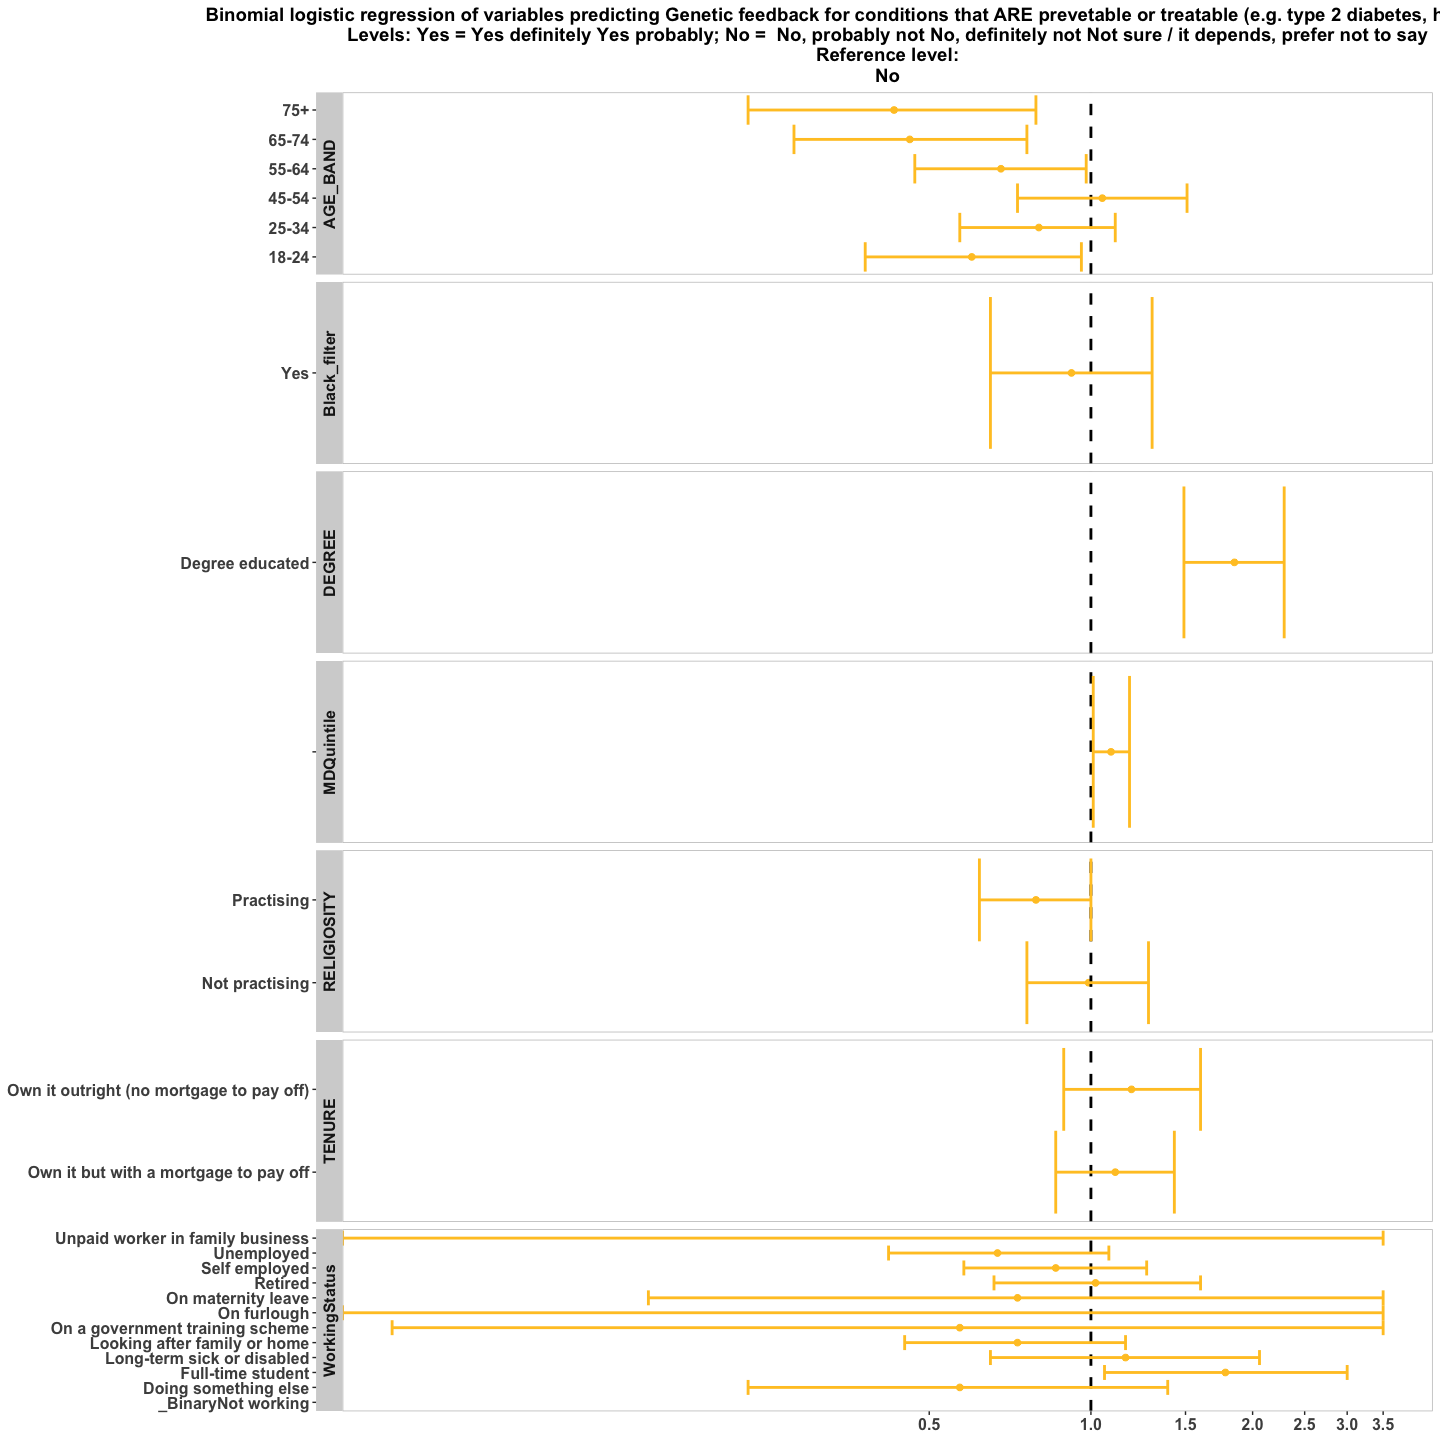 Binomial logistic regression of variables predicting Genetic feedback for conditions that ARE prevetable or treatable (e.g. type 2 diabetes, h
Levels: Yes = Yes definitely Yes probably; No =  No, probably not No, definitely not Not sure / it depends, prefer not to say
Reference level:
No
AGE_BAND
75+
65-74
55-64
45-54
25-34
18-24
Black_filter
Yes
DEGREE
Degree educated
MDQuintile
RELIGIOSITY
Practising
Not practising
TENURE
Own it outright (no mortgage to pay off)
Own it but with a mortgage to pay off
WorkingStatus
Unpaid worker in family business
Unemployed
Self employed
Retired
On maternity leave
On furlough
On a government training scheme
Looking after family or home
Long-term sick or disabled
Full-time student
Doing something else
_BinaryNot working
0.5 1.0 1.5 2.0 2.5 3.0 3.5